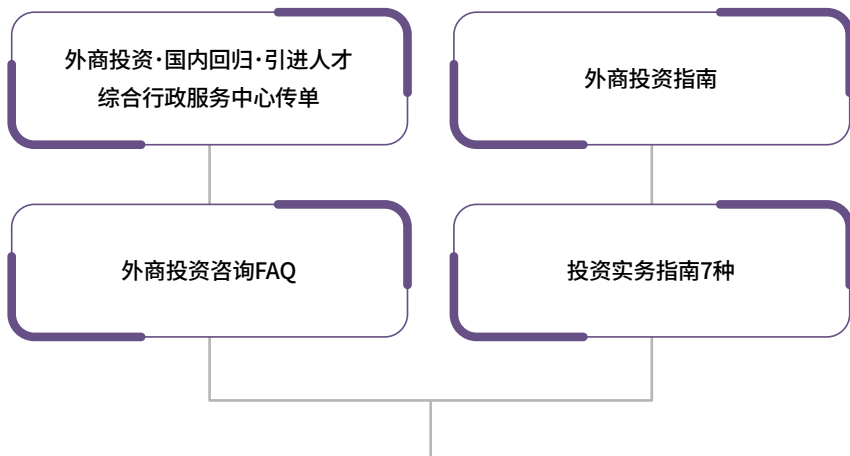 外商投资·国内回归·引进人才
综合行政服务中心传单
外商投资指南
外商投资咨询FAQ
投资实务指南7种